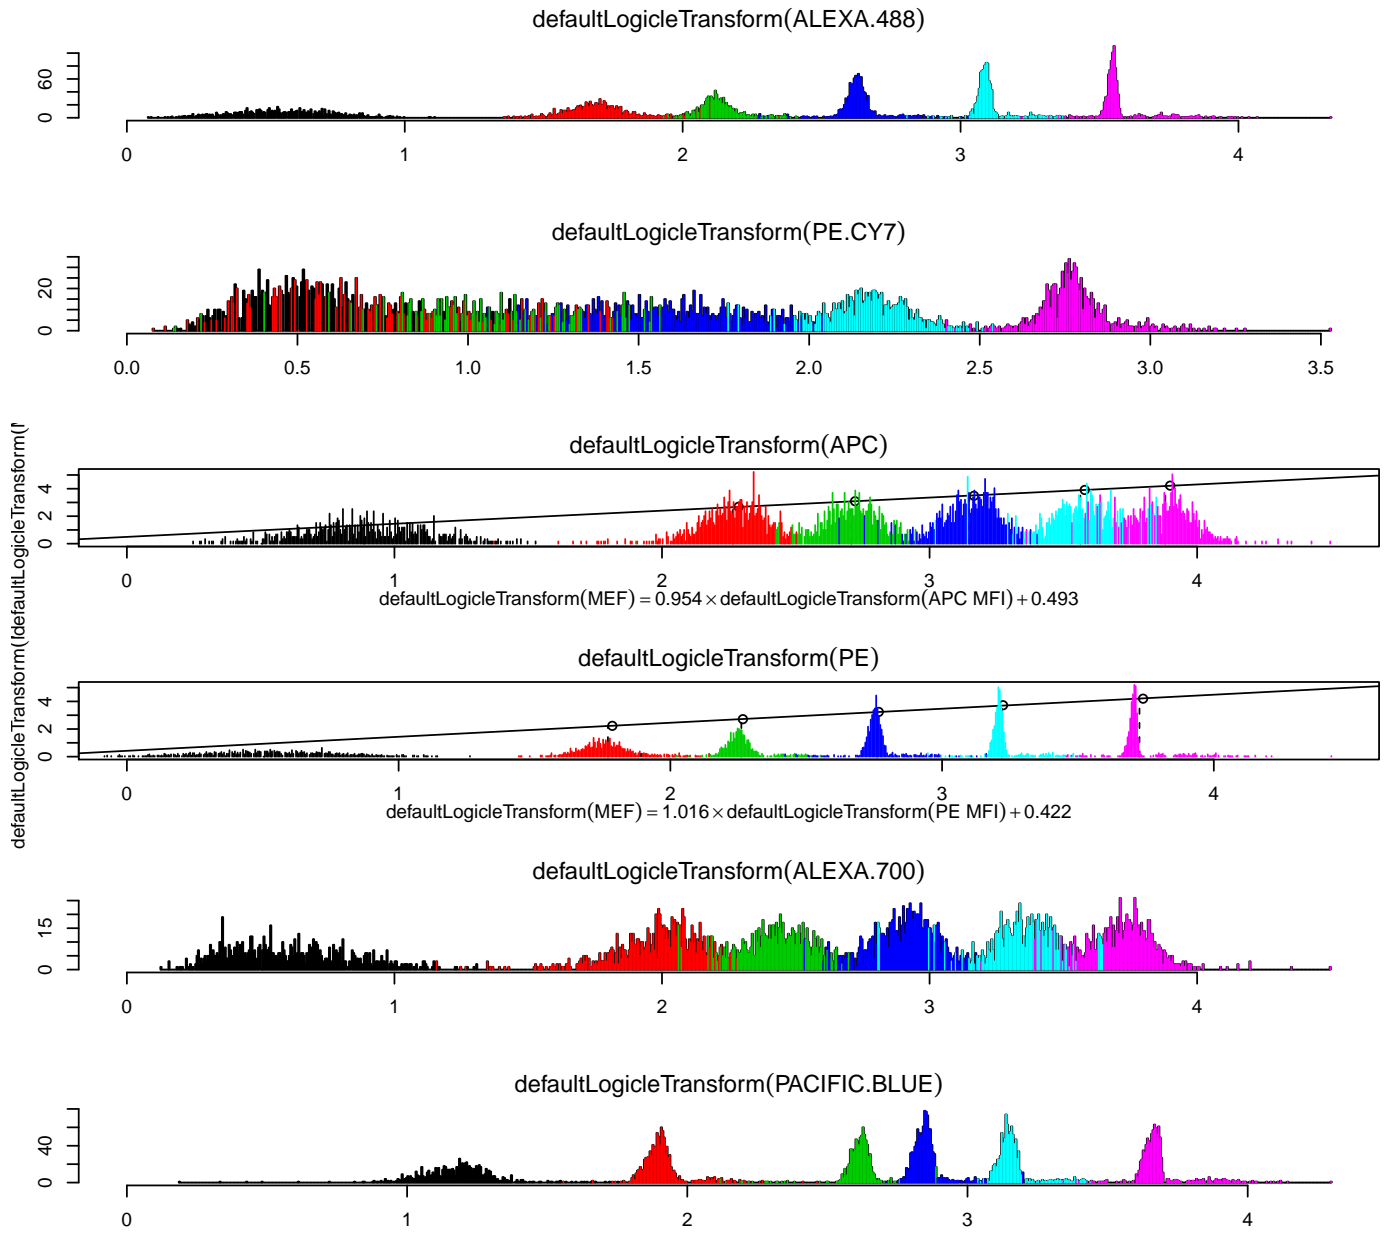 defaultLogicleTransform(ALEXA.488)
0 60
0 1 2 3 4
defaultLogicleTransform(PE.CY7)
0 20
0.0 0.5 1.0 1.5 2.0 2.5 3.0 3.5
defaultLogicleTransform(APC)
0 2 4
0 1 2 3 4
defaultLogicleTransform(MEF) = 0.954 × defaultLogicleTransform(APC MFI) + 0.493
defaultLogicleTransform(PE)
0 2 4
0 1 2 3 4
defaultLogicleTransform(MEF) = 1.016 × defaultLogicleTransform(PE MFI) + 0.422
defaultLogicleTransform(ALEXA.700)
0 15
0 1 2 3 4
defaultLogicleTransform(PACIFIC.BLUE)
0 40
0 1 2 3 4
defaultLogicleTransform(
defaultLogicleTransform(